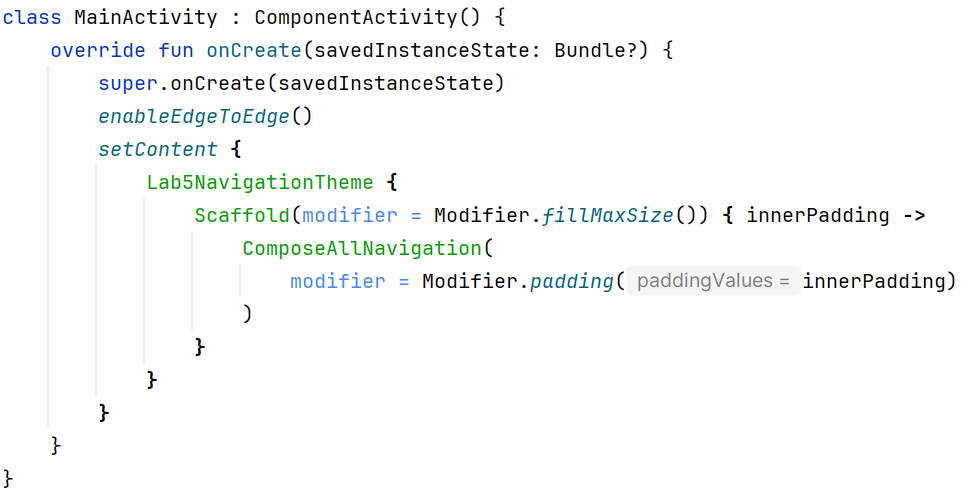 class MainActivity : ComponentActivity() {
    override fun onCreate(savedInstanceState: Bundle?) {
        super.onCreate(savedInstanceState)
        enableEdgeToEdge()
        setContent {
            Lab5NavigationTheme {
                Scaffold(modifier = Modifier.fillMaxSize()) { innerPadding ->
                    ComposeAllNavigation(
                        modifier = Modifier.padding( paddingValues = innerPadding)
                    )
                }
            }
        }
    }
}